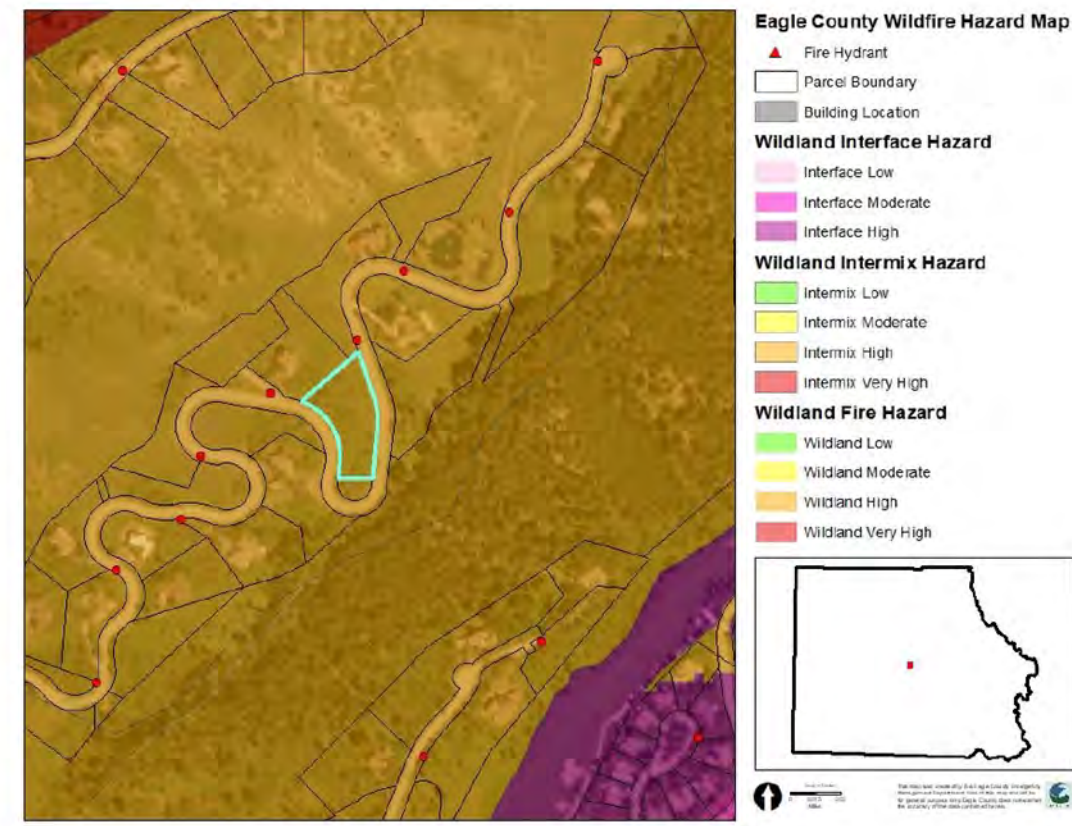 Eagle County Wildfire Hazard Map
Fire Hydrant
Parcel Boundary
Building Location
Wildland Interface Hazard
Interface Low
Interface Moderate
Interface High
Wildland Intermix Hazard
Intermix Low
Intermix Moderate
Intermix High
Intermix Very High
Wildland Fire Hazard
Wildland Low
Wildland Moderate
Wildland High
Wildland Very High